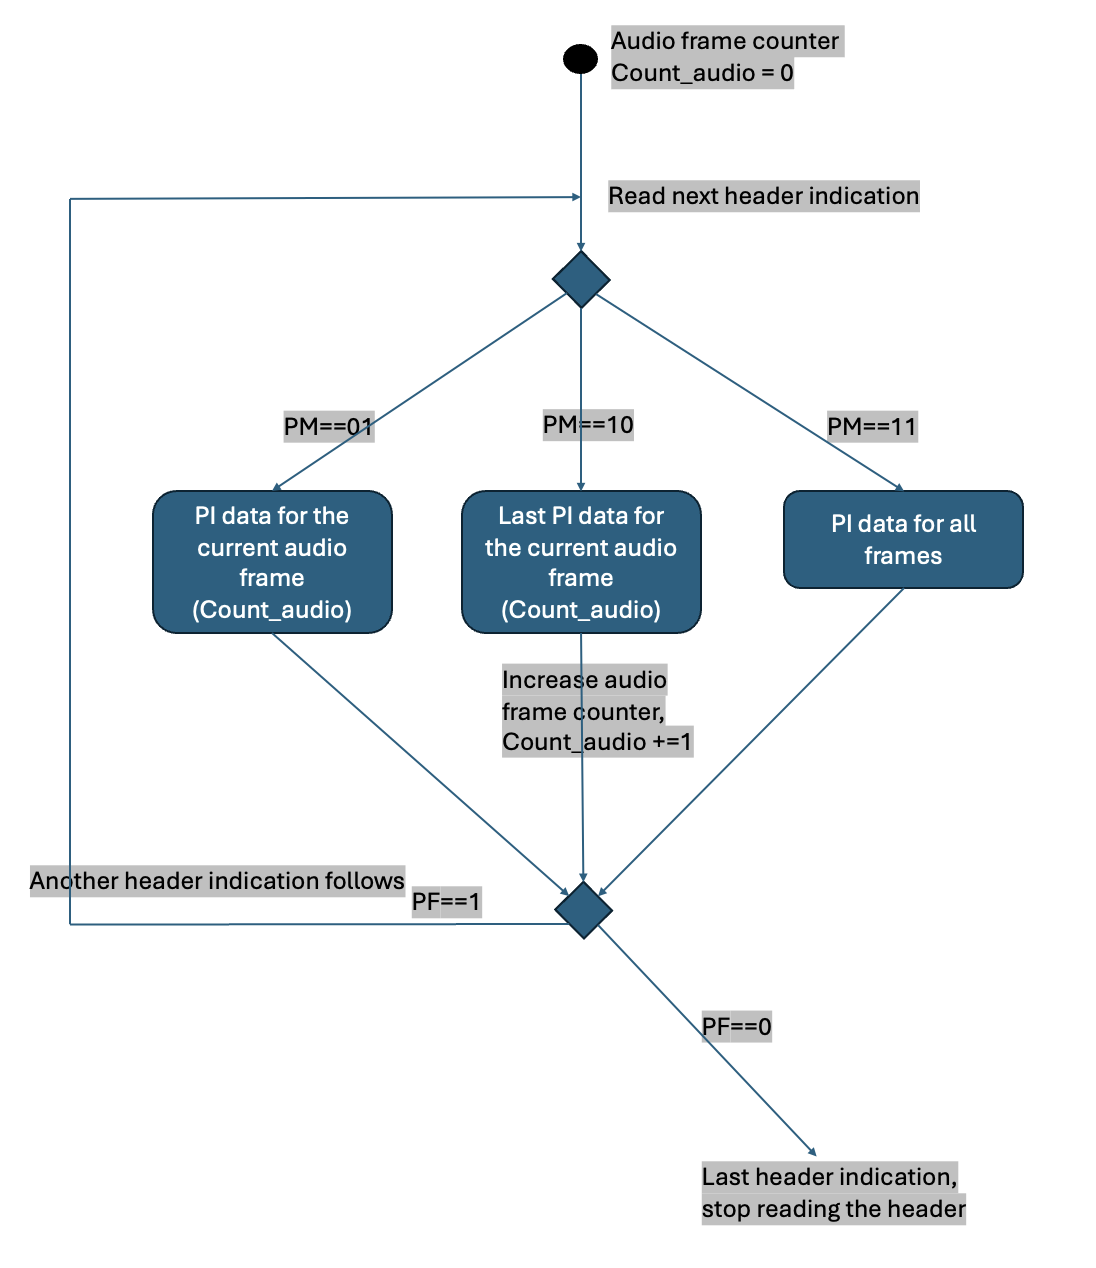 Audio frame counter
Count_audio = 0
Read next header indication
PM==01
PM==10
PM==11
PI data for the
current audio
frame
(Count_audio)
Last PI data for
the current audio
frame
(Count_audio)
PI data for all
frames
Increase audio
frame counter,
Count_audio +=1
Another header indication follows
PF==1
PF==0
Last header indication,
stop reading the header